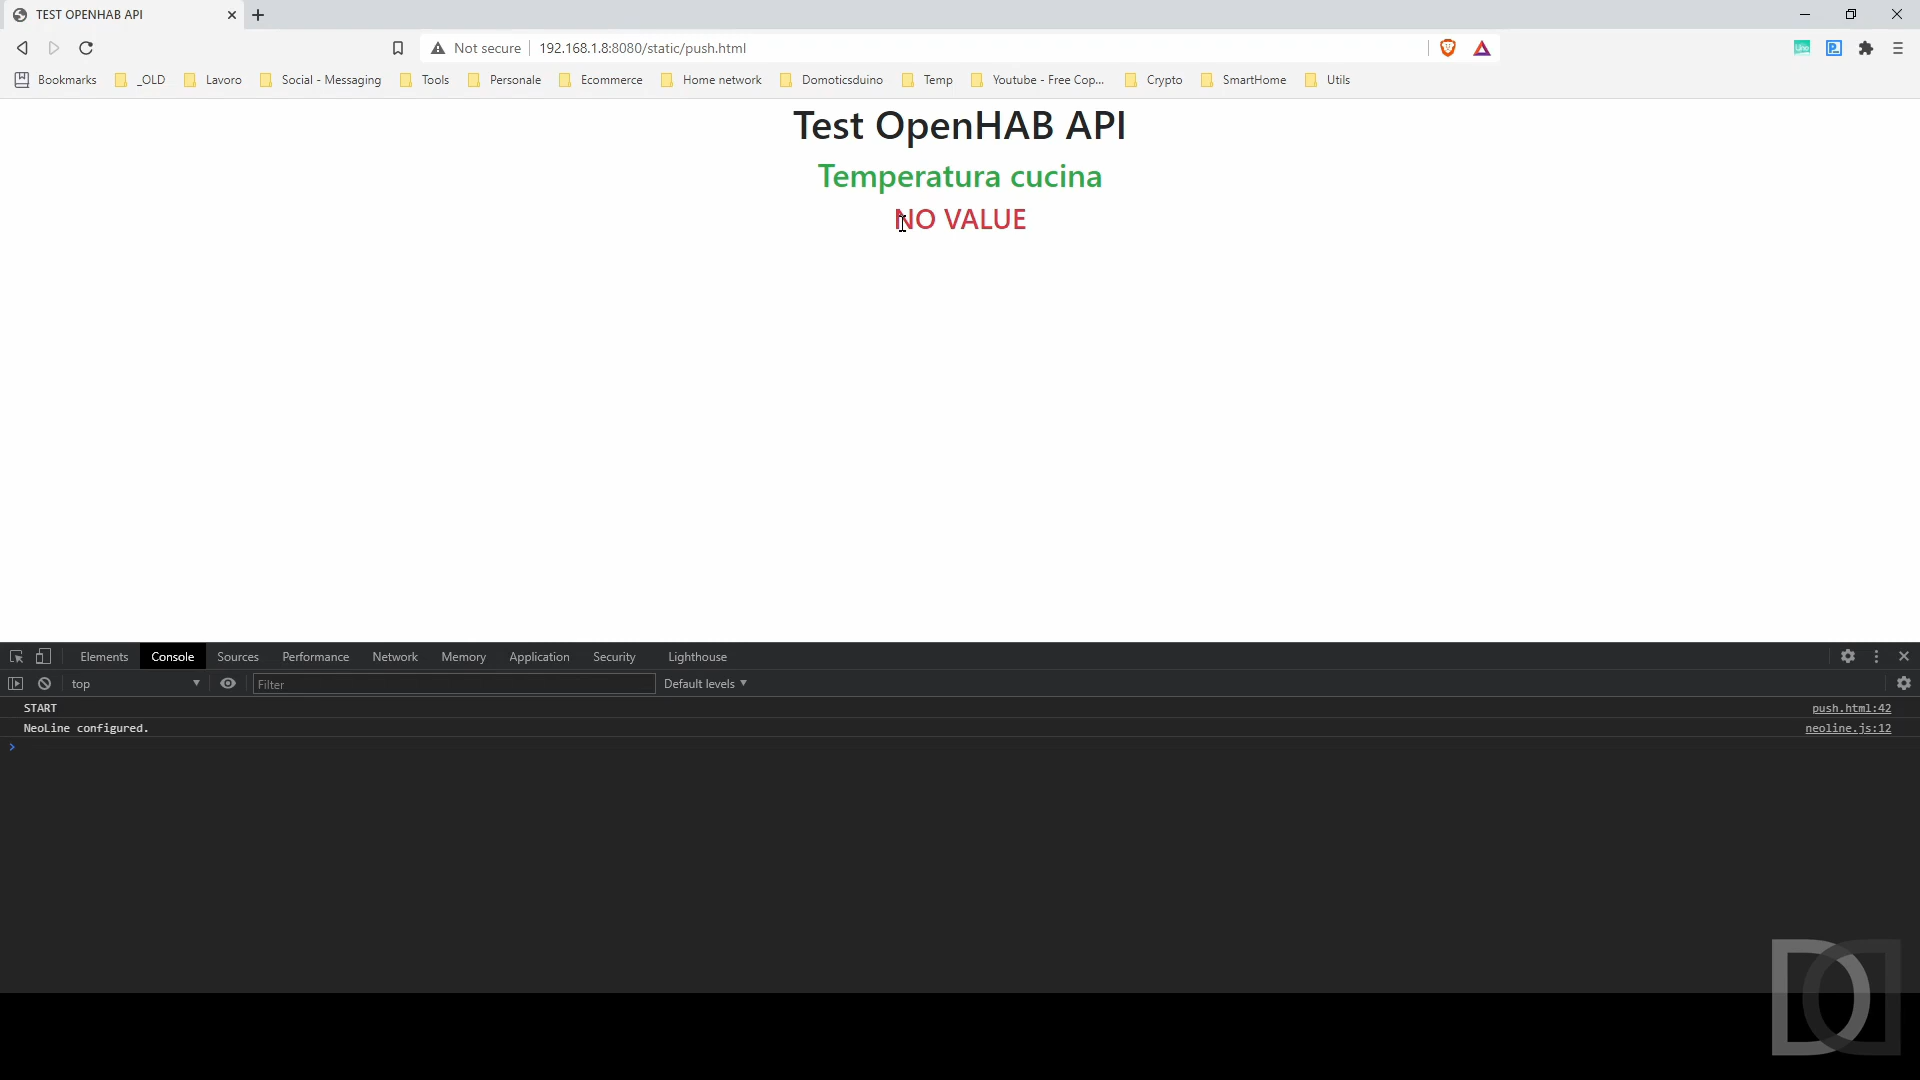 TEST OPENHAB API
Not secure
192.168.1.8:8080/static/push.html
Bookmarks _OLD Lavoro Social - Messaging Tools Personale Ecommerce Home network Domoticsduino Temp Youtube - Free Cop... Crypto SmartHome Utils
Test OpenHAB API
Temperatura cucina
NO VALUE
Elements Console Sources Performance Network Memory Application Security Lighthouse
top Filter Default levels
START push.html:42
NeoLine configured. neoline.js:12